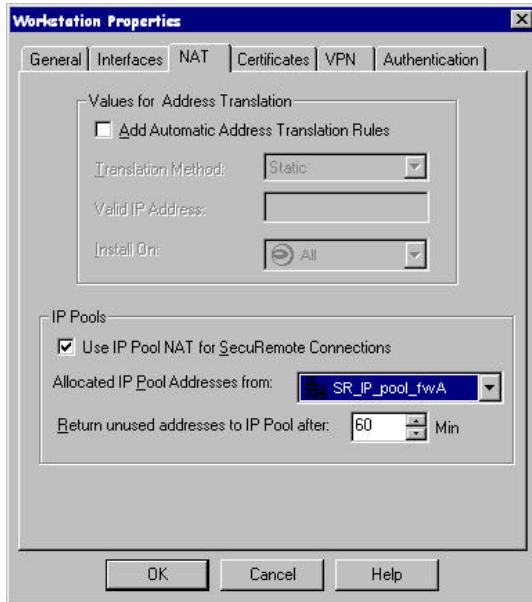 Workstation Properties
General Interfaces NAT Certificates VPN Authentication
Values for Address Translation
Add Automatic Address Translation Rules
Translation Method: Static
Valid IP Address:
Install On: All
IP Pools
Use IP Pool NAT for SecuRemote Connections
Allocated IP Pool Addresses from: SR_IP_pool_fwA
Return unused addresses to IP Pool after: 60 Min
OK Cancel Help